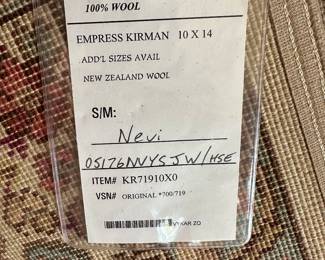 100% WOOL
EMPRESS KIRMAN 10 X 14
ADD'L SIZES AVAIL
NEW ZEALAND WOOL
S/M:
Nevi
05176NNYSJW/HSE
ITEM# KR71910X0
VSN# ORIGINAL *700/719